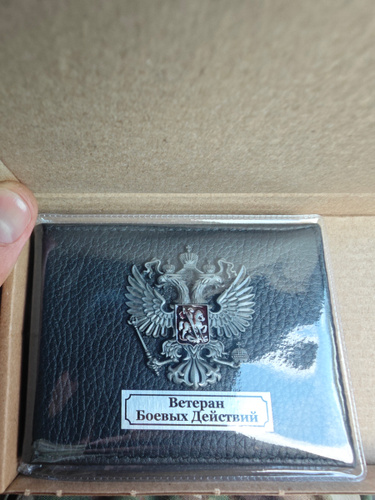 Ветеран
Боевых Действий